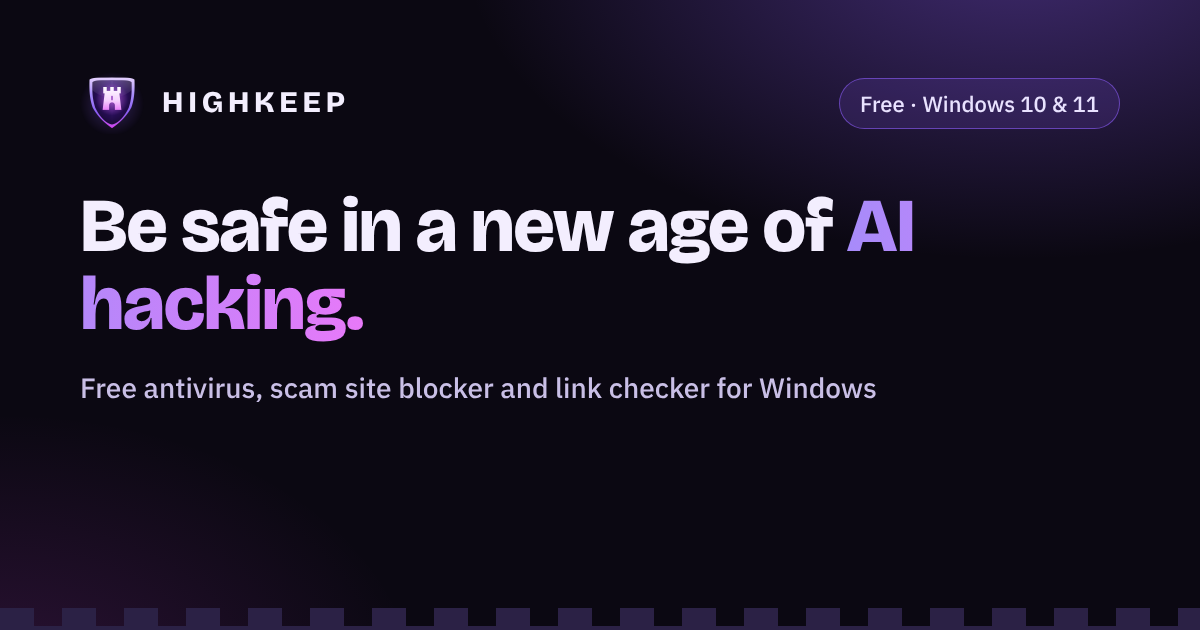 HIGHKEEP
Free · Windows 10 & 11
Be safe in a new age of AI
hacking.
Free antivirus, scam site blocker and link checker for Windows